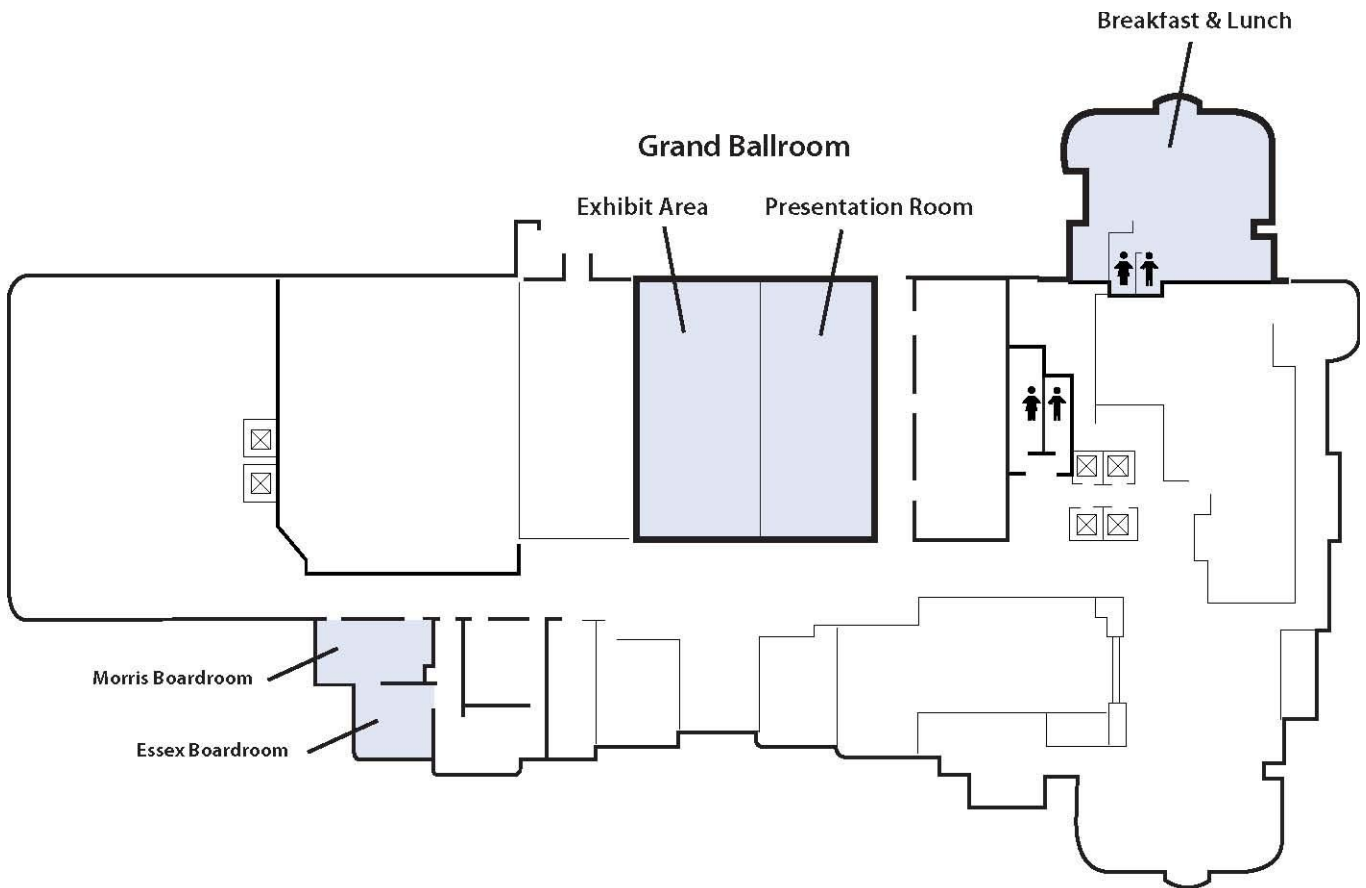 Breakfast & Lunch
Grand Ballroom
Exhibit Area
Presentation Room
Morris Boardroom
Essex Boardroom